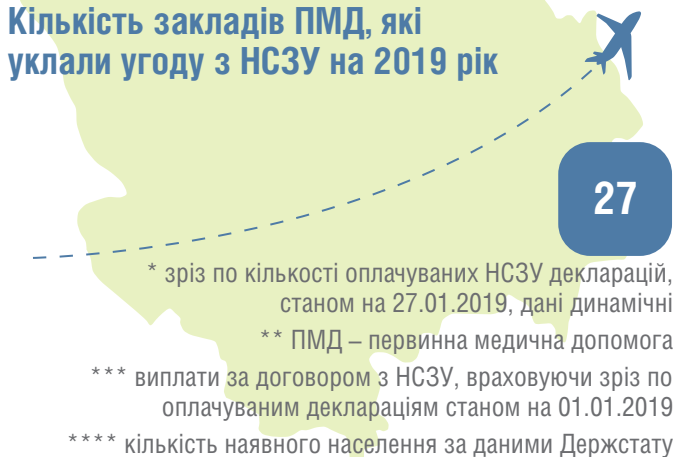 Кількість закладів ПМД, які
уклали угоду з НСЗУ на 2019 рік
27
* зріз по кількості оплачуваних НСЗУ декларацій,
станом на 27.01.2019, дані динамічні
** ПМД – первинна медична допомога
*** виплати за договором з НСЗУ, враховуючи зріз по
оплачуваним деклараціям станом на 01.01.2019
**** кількість наявного населення за даними Держстату